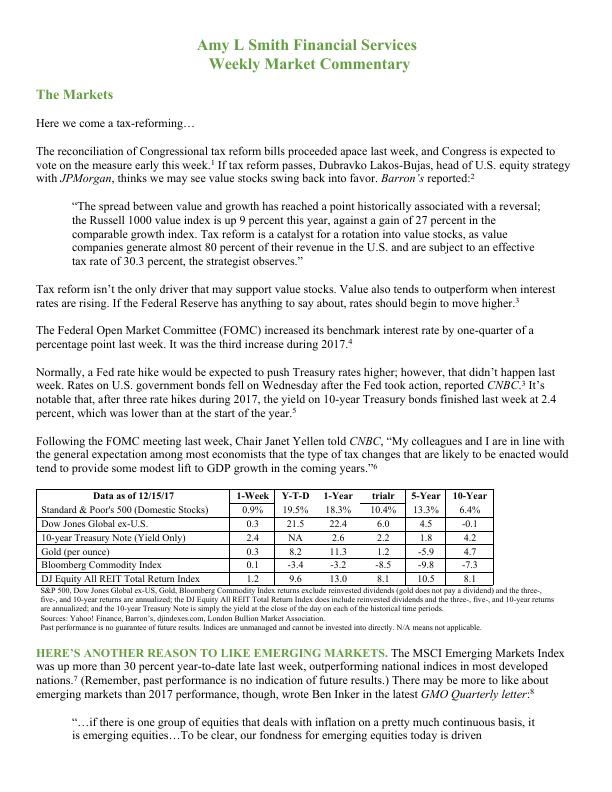 Amy L Smith Financial Services
Weekly Market Commentary
The Markets
Here we come a tax-reforming…
The reconciliation of Congressional tax reform bills proceeded apace last week, and Congress is expected to
vote on the measure early this week.1 If tax reform passes, Dubravko Lakos-Bujas, head of U.S. equity strategy
with JPMorgan, thinks we may see value stocks swing back into favor. Barron’s reported:2
“The spread between value and growth has reached a point historically associated with a reversal;
the Russell 1000 value index is up 9 percent this year, against a gain of 27 percent in the
comparable growth index. Tax reform is a catalyst for a rotation into value stocks, as value
companies generate almost 80 percent of their revenue in the U.S. and are subject to an effective
tax rate of 30.3 percent, the strategist observes.”
Tax reform isn’t the only driver that may support value stocks. Value also tends to outperform when interest
rates are rising. If the Federal Reserve has anything to say about, rates should begin to move higher.3
The Federal Open Market Committee (FOMC) increased its benchmark interest rate by one-quarter of a
percentage point last week. It was the third increase during 2017.4
Normally, a Fed rate hike would be expected to push Treasury rates higher; however, that didn’t happen last
week. Rates on U.S. government bonds fell on Wednesday after the Fed took action, reported CNBC.3 It’s
notable that, after three rate hikes during 2017, the yield on 10-year Treasury bonds finished last week at 2.4
percent, which was lower than at the start of the year.5
Following the FOMC meeting last week, Chair Janet Yellen told CNBC, “My colleagues and I are in line with
the general expectation among most economists that the type of tax changes that are likely to be enacted would
tend to provide some modest lift to GDP growth in the coming years.”6
Data as of 12/15/17 1-Week Y-T-D 1-Year trialr 5-Year 10-Year
Standard & Poor's 500 (Domestic Stocks) 0.9% 19.5% 18.3% 10.4% 13.3% 6.4%
Dow Jones Global ex-U.S. 0.3 21.5 22.4 6.0 4.5 -0.1
10-year Treasury Note (Yield Only) 2.4 NA 2.6 2.2 1.8 4.2
Gold (per ounce) 0.3 8.2 11.3 1.2 -5.9 4.7
Bloomberg Commodity Index 0.1 -3.4 -3.2 -8.5 -9.8 -7.3
DJ Equity All REIT Total Return Index 1.2 9.6 13.0 8.1 10.5 8.1
S&P 500, Dow Jones Global ex-US, Gold, Bloomberg Commodity Index returns exclude reinvested dividends (gold does not pay a dividend) and the three-,
five-, and 10-year returns are annualized; the DJ Equity All REIT Total Return Index does include reinvested dividends and the three-, five-, and 10-year returns
are annualized; and the 10-year Treasury Note is simply the yield at the close of the day on each of the historical time periods.
Sources: Yahoo! Finance, Barron’s, djindexes.com, London Bullion Market Association.
Past performance is no guarantee of future results. Indices are unmanaged and cannot be invested into directly. N/A means not applicable.
HERE’S ANOTHER REASON TO LIKE EMERGING MARKETS. The MSCI Emerging Markets Index
was up more than 30 percent year-to-date late last week, outperforming national indices in most developed
nations.7 (Remember, past performance is no indication of future results.) There may be more to like about
emerging markets than 2017 performance, though, wrote Ben Inker in the latest GMO Quarterly letter:8
“…if there is one group of equities that deals with inflation on a pretty much continuous basis, it
is emerging equities…To be clear, our fondness for emerging equities today is driven